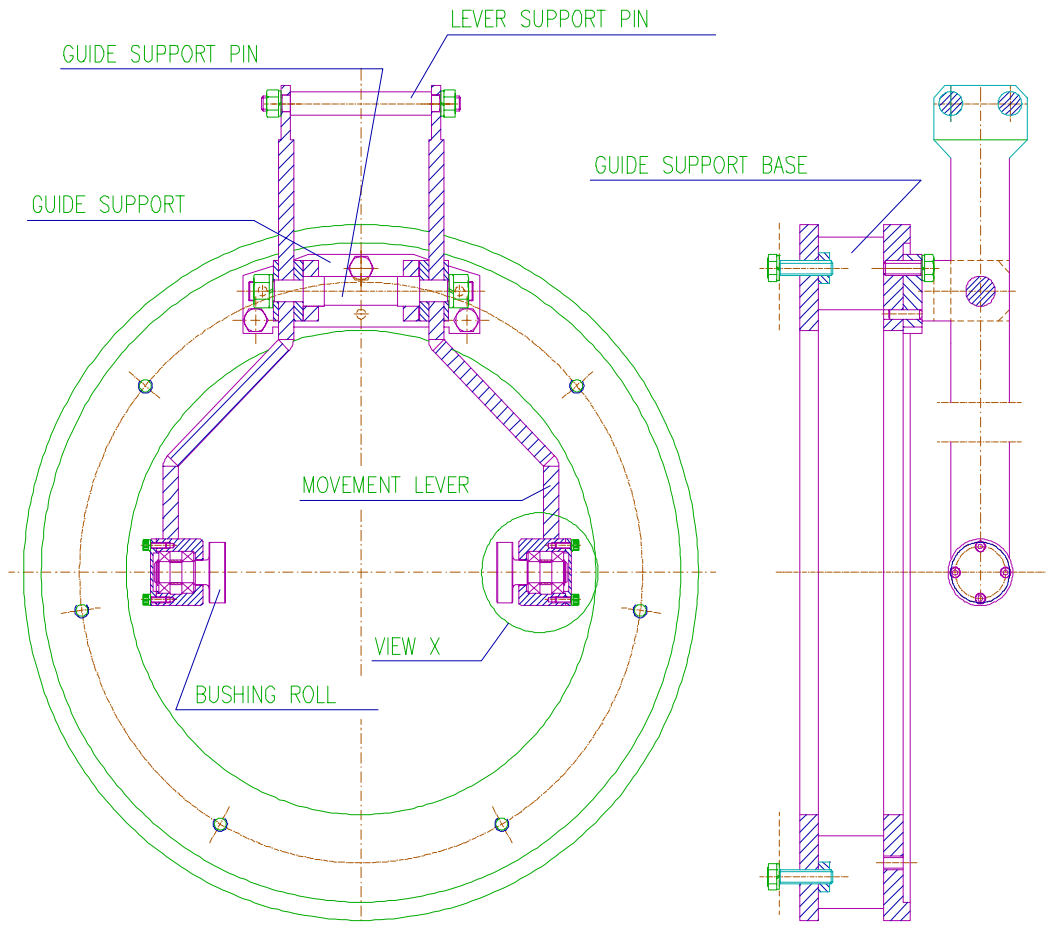 LEVER SUPPORT PIN
GUIDE SUPPORT PIN
GUIDE SUPPORT BASE
GUIDE SUPPORT
MOVEMENT LEVER
VIEW X
BUSHING ROLL